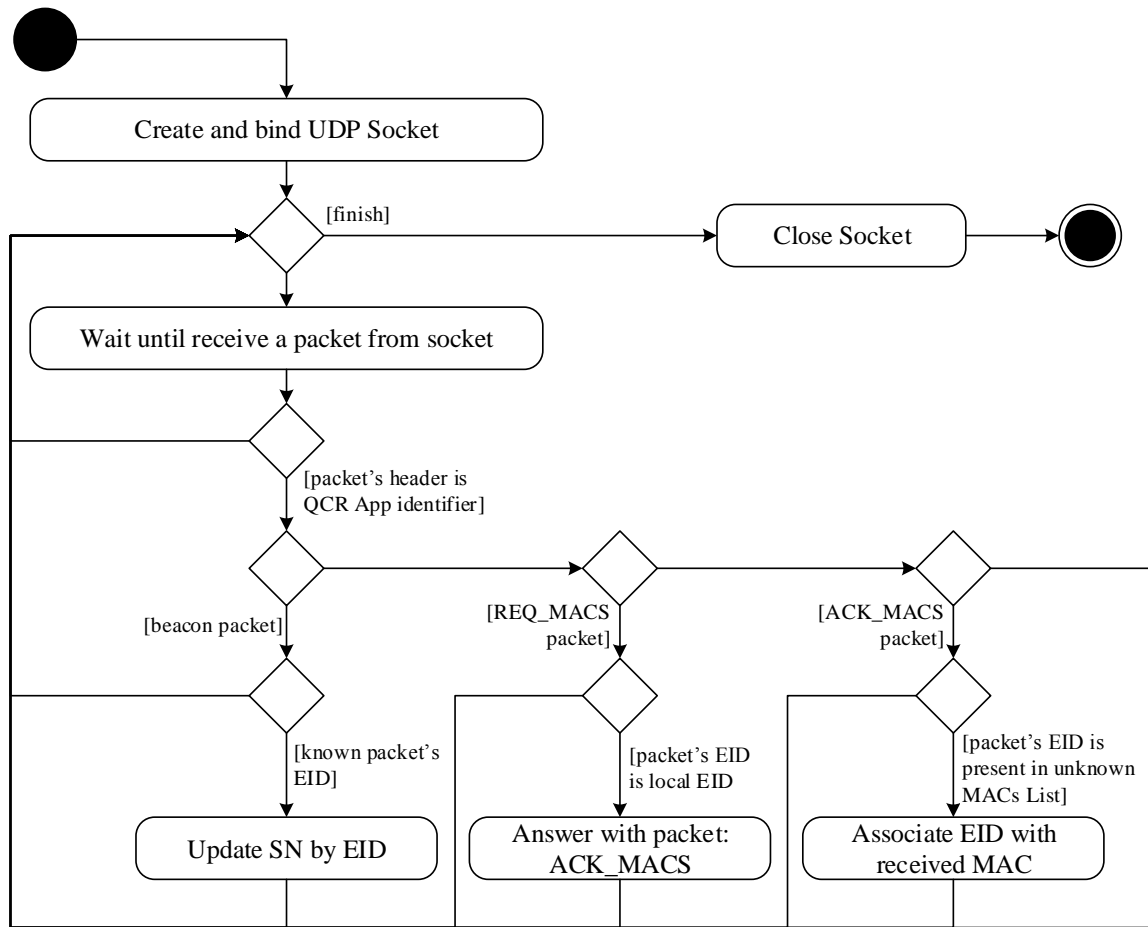 Create and bind UDP Socket
[finish]
Close Socket
Wait until receive a packet from socket
[packet’s header is
QCR App identifier]
[beacon packet]
[REQ_MACS
packet]
[ACK_MACS
packet]
[known packet’s
EID]
[packet’s EID
is local EID
[packet’s EID is
present in unknown
MACs List]
Update SN by EID
Answer with packet:
ACK_MACS
Associate EID with
received MAC